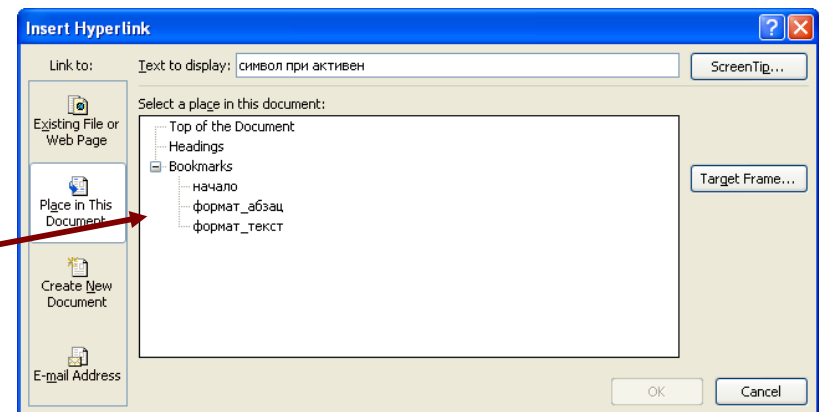 Insert Hyperlink
Link to:
Text to display: символ при активен
ScreenTip...
Existing File or
Web Page
Place in This
Document
Create New
Document
E-mail Address
Select a place in this document:
Top of the Document
Headings
Bookmarks
начало
формат_абзац
формат_текст
Target Frame...
OK
Cancel